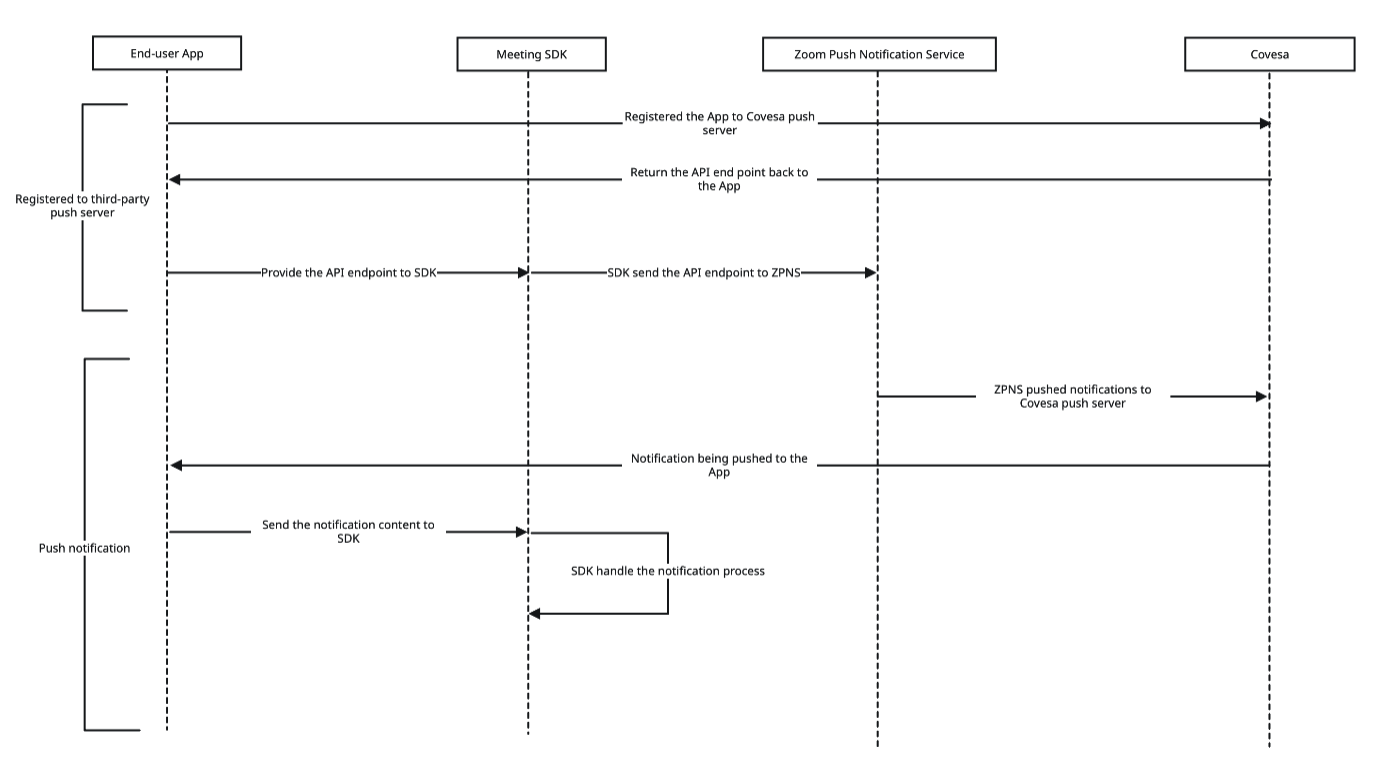 End-user App
Meeting SDK
Zoom Push Notification Service
Covesa
Registered the App to Covesa push
server
Return the API end point back to
the App
Registered to third-party
push server
Provide the API endpoint to SDK
SDK send the API endpoint to ZPNS
ZPNS pushed notifications to
Covesa push server
Notification being pushed to the
App
Send the notification content to
SDK
Push notification
SDK handle the notification process